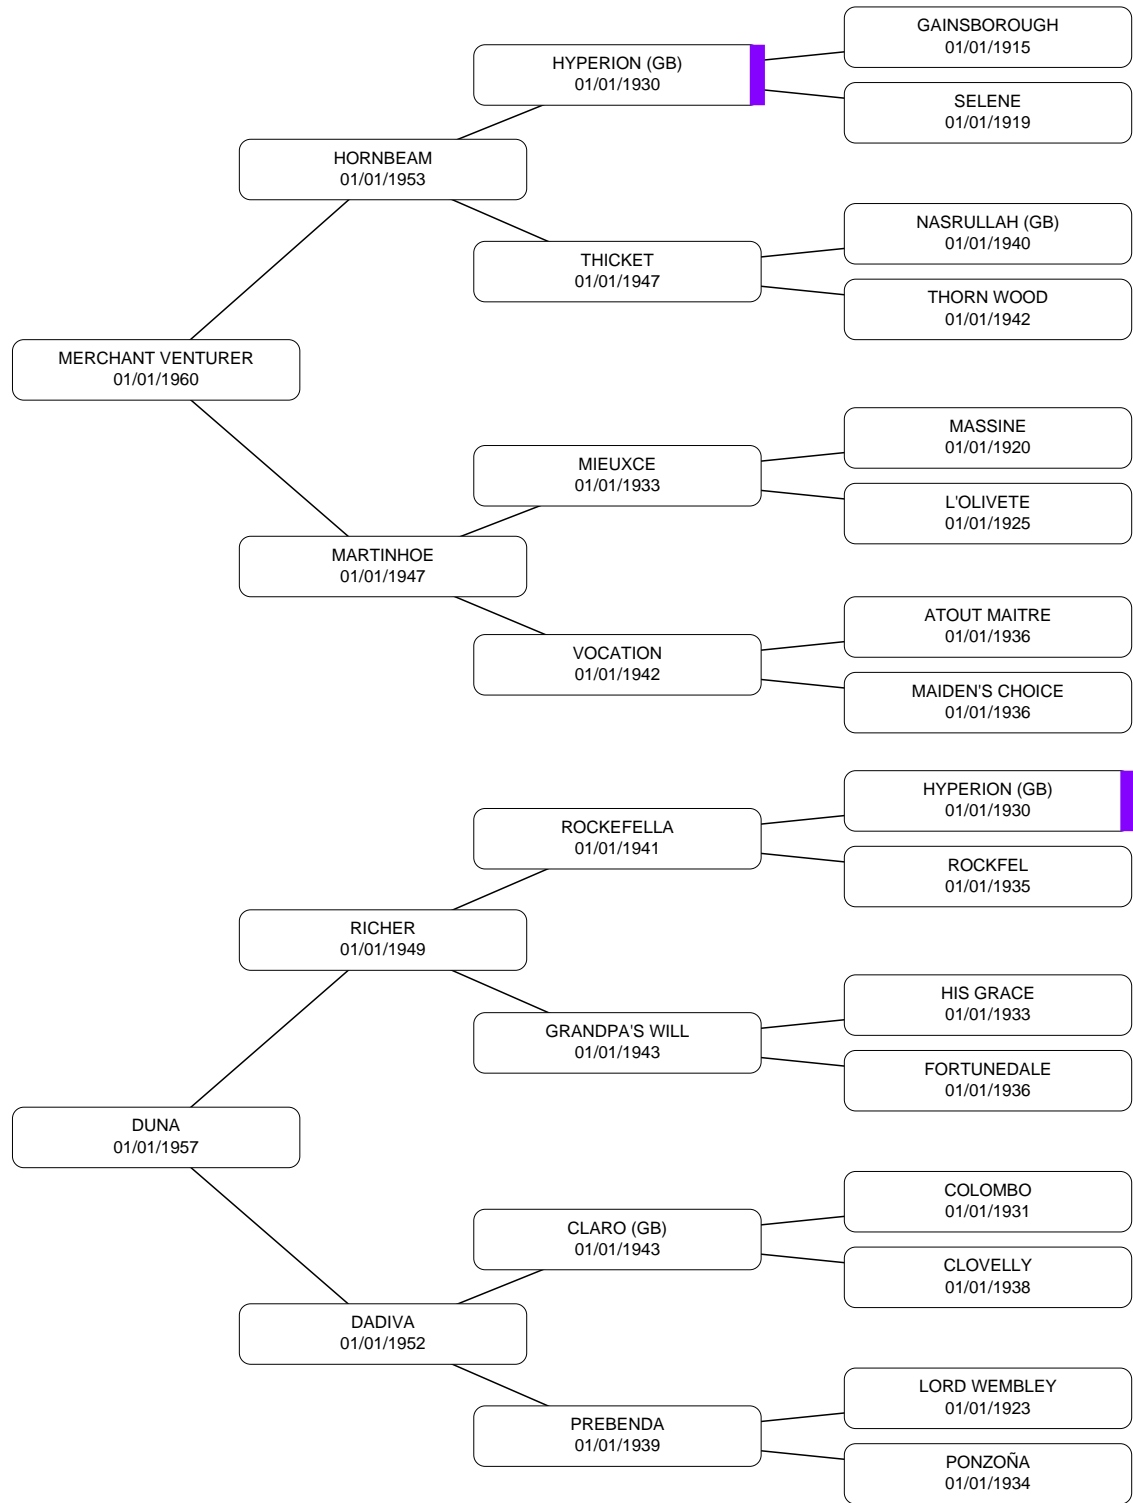 GAINSBOROUGH
01/01/1915
HYPERION (GB)
01/01/1930
SELENE
01/01/1919
HORNBEAM
01/01/1953
NASRULLAH (GB)
01/01/1940
THICKET
01/01/1947
THORN WOOD
01/01/1942
MERCHANT VENTURER
01/01/1960
MASSINE
01/01/1920
MIEUXCE
01/01/1933
L'OLIVETE
01/01/1925
MARTINHOE
01/01/1947
ATOUT MAITRE
01/01/1936
VOCATION
01/01/1942
MAIDEN'S CHOICE
01/01/1936
HYPERION (GB)
01/01/1930
ROCKEFELLA
01/01/1941
ROCKFEL
01/01/1935
RICHER
01/01/1949
HIS GRACE
01/01/1933
GRANDPA'S WILL
01/01/1943
FORTUNEDALE
01/01/1936
DUNA
01/01/1957
COLOMBO
01/01/1931
CLARO (GB)
01/01/1943
CLOVELLY
01/01/1938
DADIVA
01/01/1952
LORD WEMBLEY
01/01/1923
PREBENDA
01/01/1939
PONZOÑA
01/01/1934